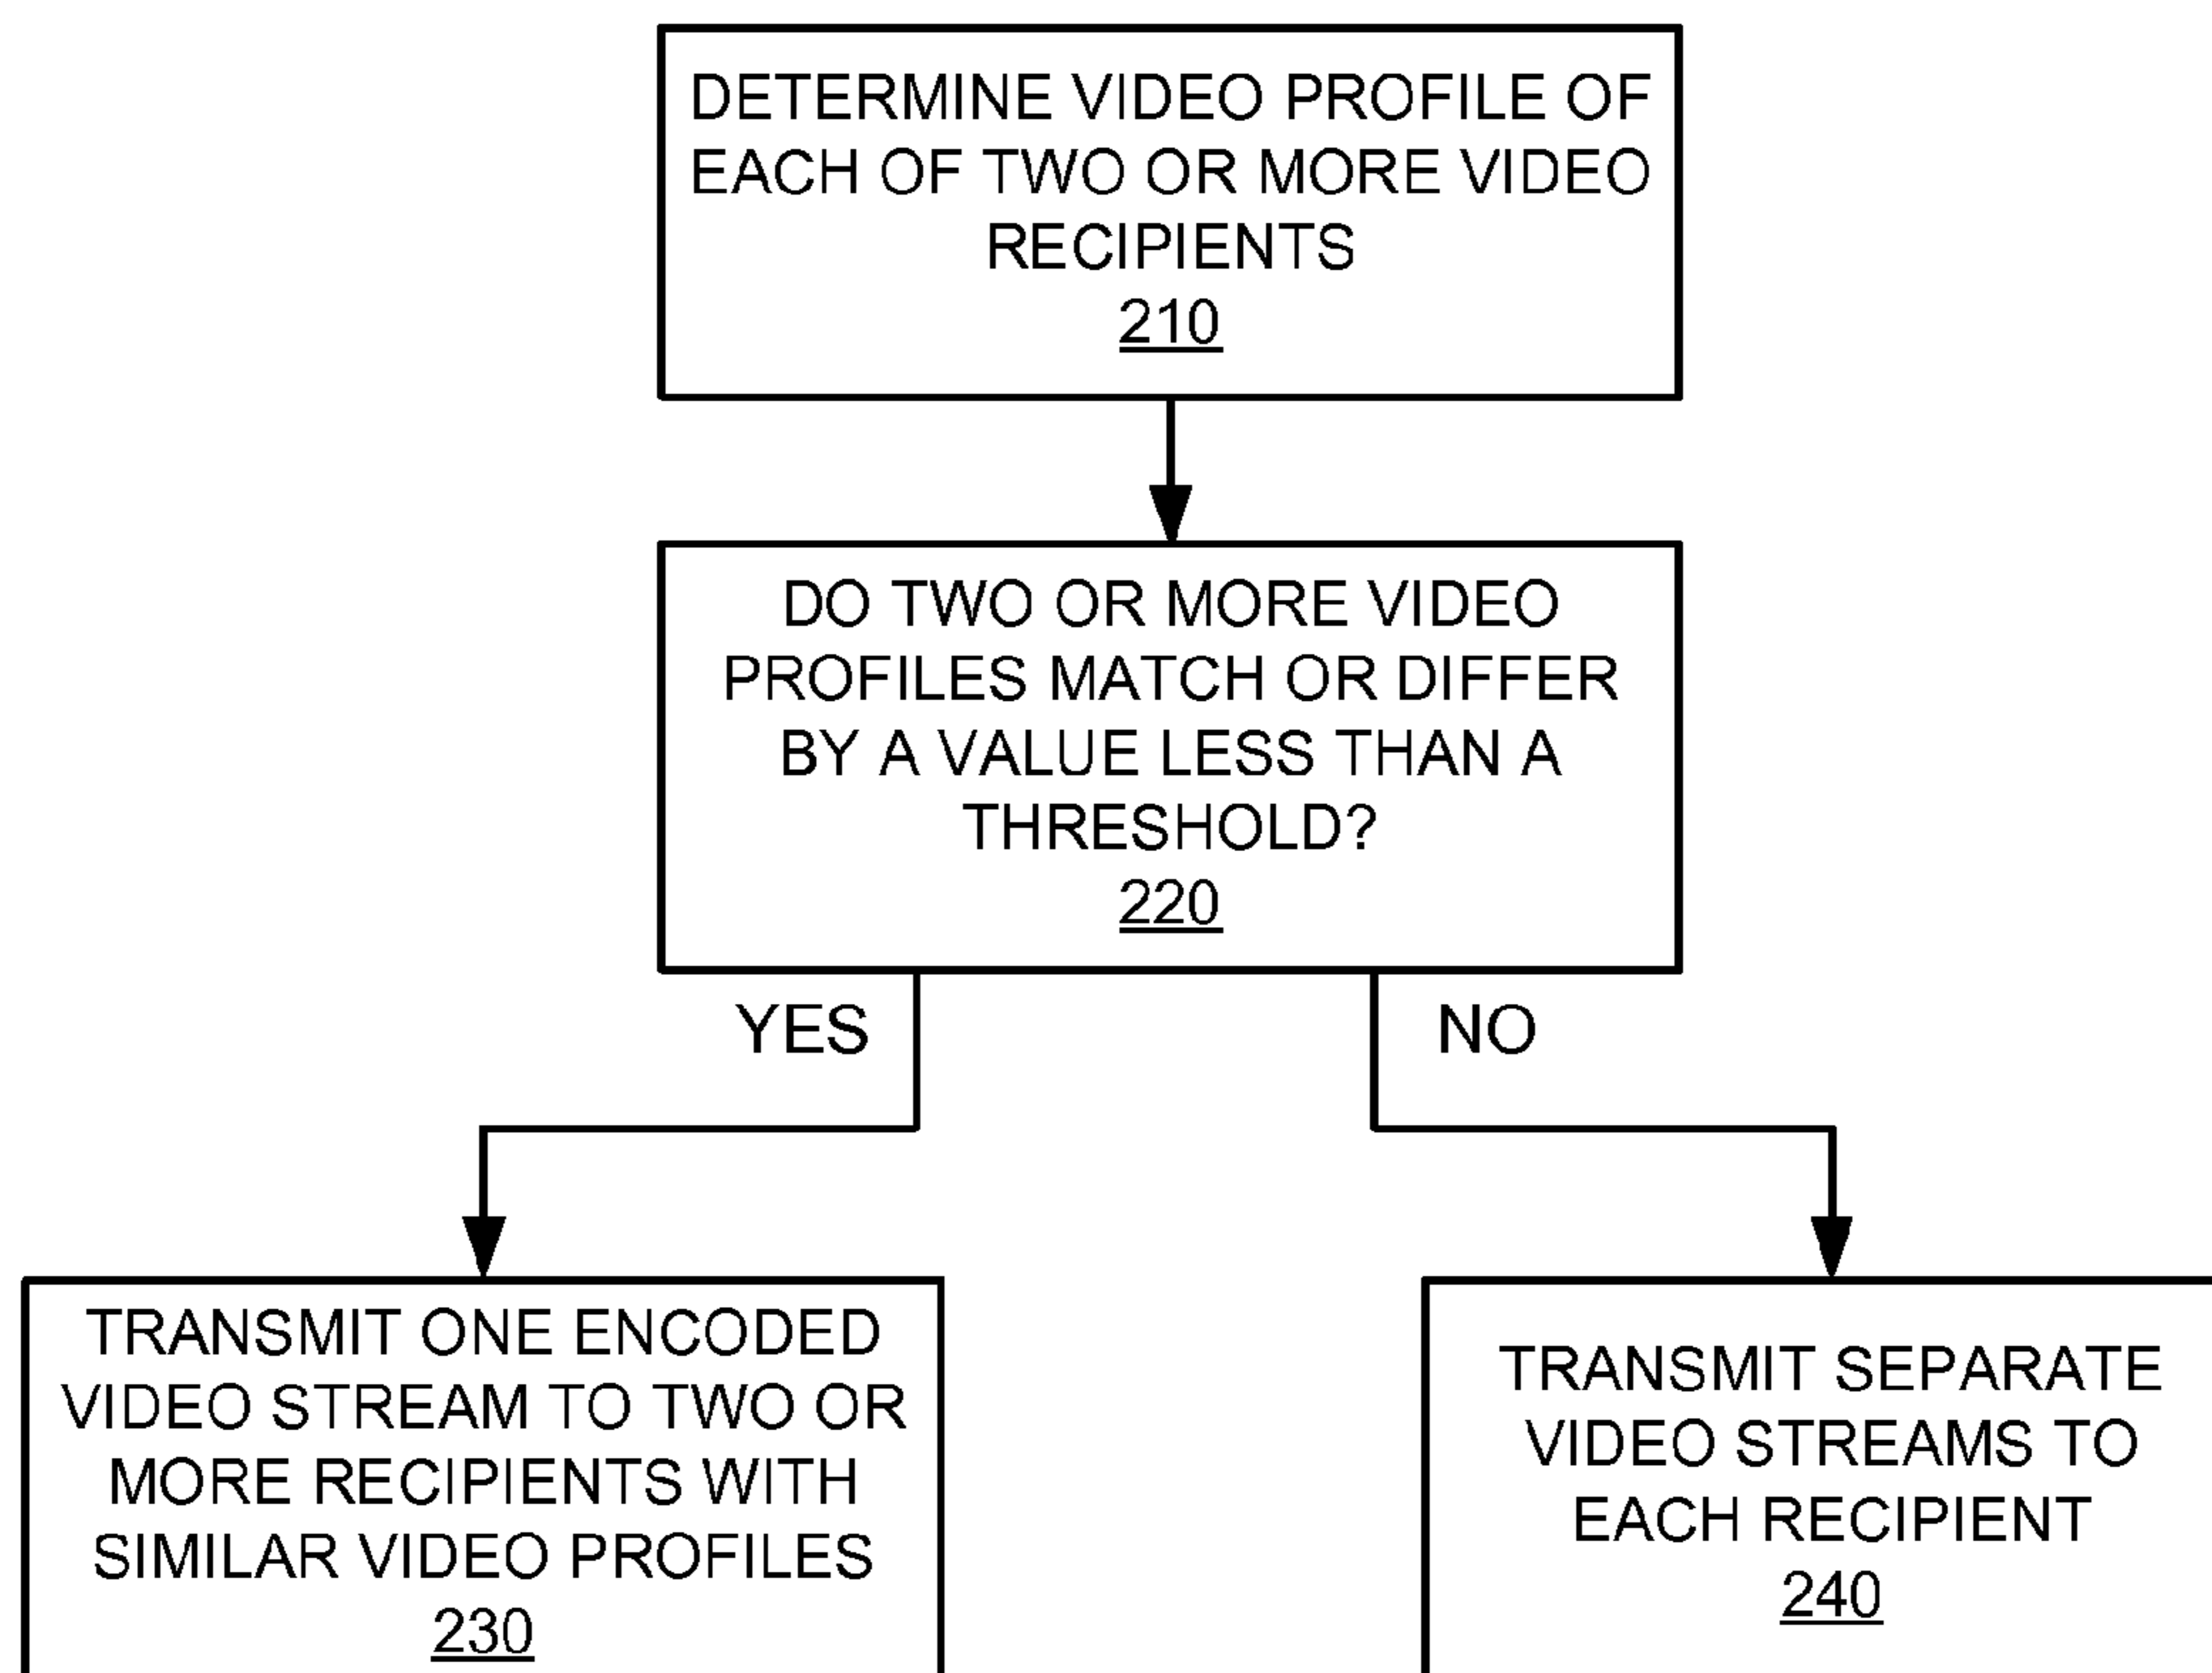 DETERMINE VIDEO PROFILE OF
EACH OF TWO OR MORE VIDEO
RECIPIENTS
210
DO TWO OR MORE VIDEO
PROFILES MATCH OR DIFFER
BY A VALUE LESS THAN A
THRESHOLD?
220
YES
NO
TRANSMIT ONE ENCODED
VIDEO STREAM TO TWO OR
MORE RECIPIENTS WITH
SIMILAR VIDEO PROFILES
230
TRANSMIT SEPARATE
VIDEO STREAMS TO
EACH RECIPIENT
240